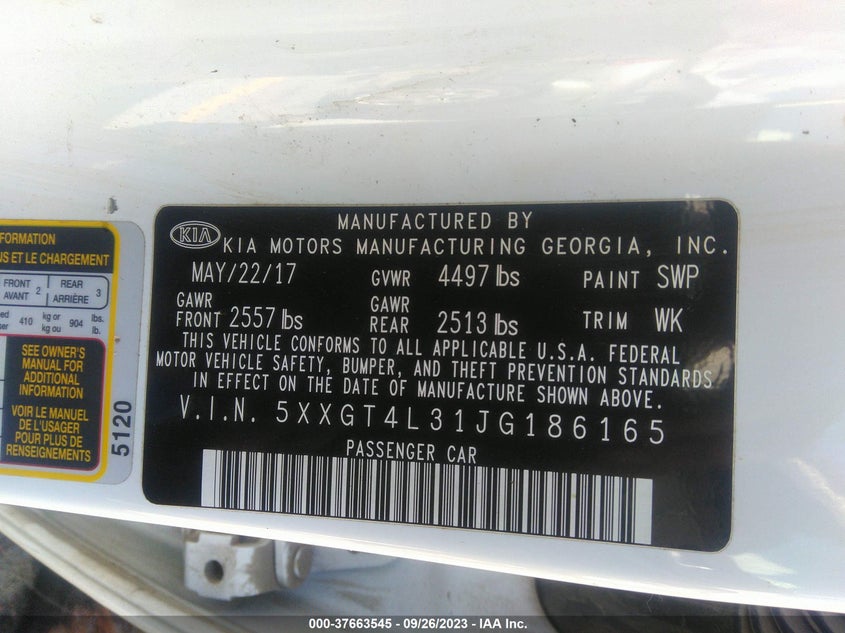 NFORMATION
US ET LE CHARGEMENT
FRONT 2 REAR 3
AVANT ARRIÈRE
410 kg or 904 lbs.
kg ou lb.
SEE OWNER'S
MANUAL FOR
ADDITIONAL
INFORMATION
VOIR LE MANUEL
DE L'USAGER
POUR PLUS DE
RENSEIGNEMENTS
5120
MANUFACTURED BY
KIA KIA MOTORS MANUFACTURING GEORGIA, INC.
MAY/22/17 GVWR 4497 lbs PAINT SWP
GAWR GAWR
FRONT 2557 lbs REAR 2513 lbs TRIM WK
THIS VEHICLE CONFORMS TO ALL APPLICABLE U.S.A. FEDERAL
MOTOR VEHICLE SAFETY, BUMPER, AND THEFT PREVENTION STANDARDS
IN EFFECT ON THE DATE OF MANUFACTURE SHOWN ABOVE.
V.I.N. 5XXGT4L31JG186165
PASSENGER CAR
000-37663545 - 09/26/2023 - IAA Inc.